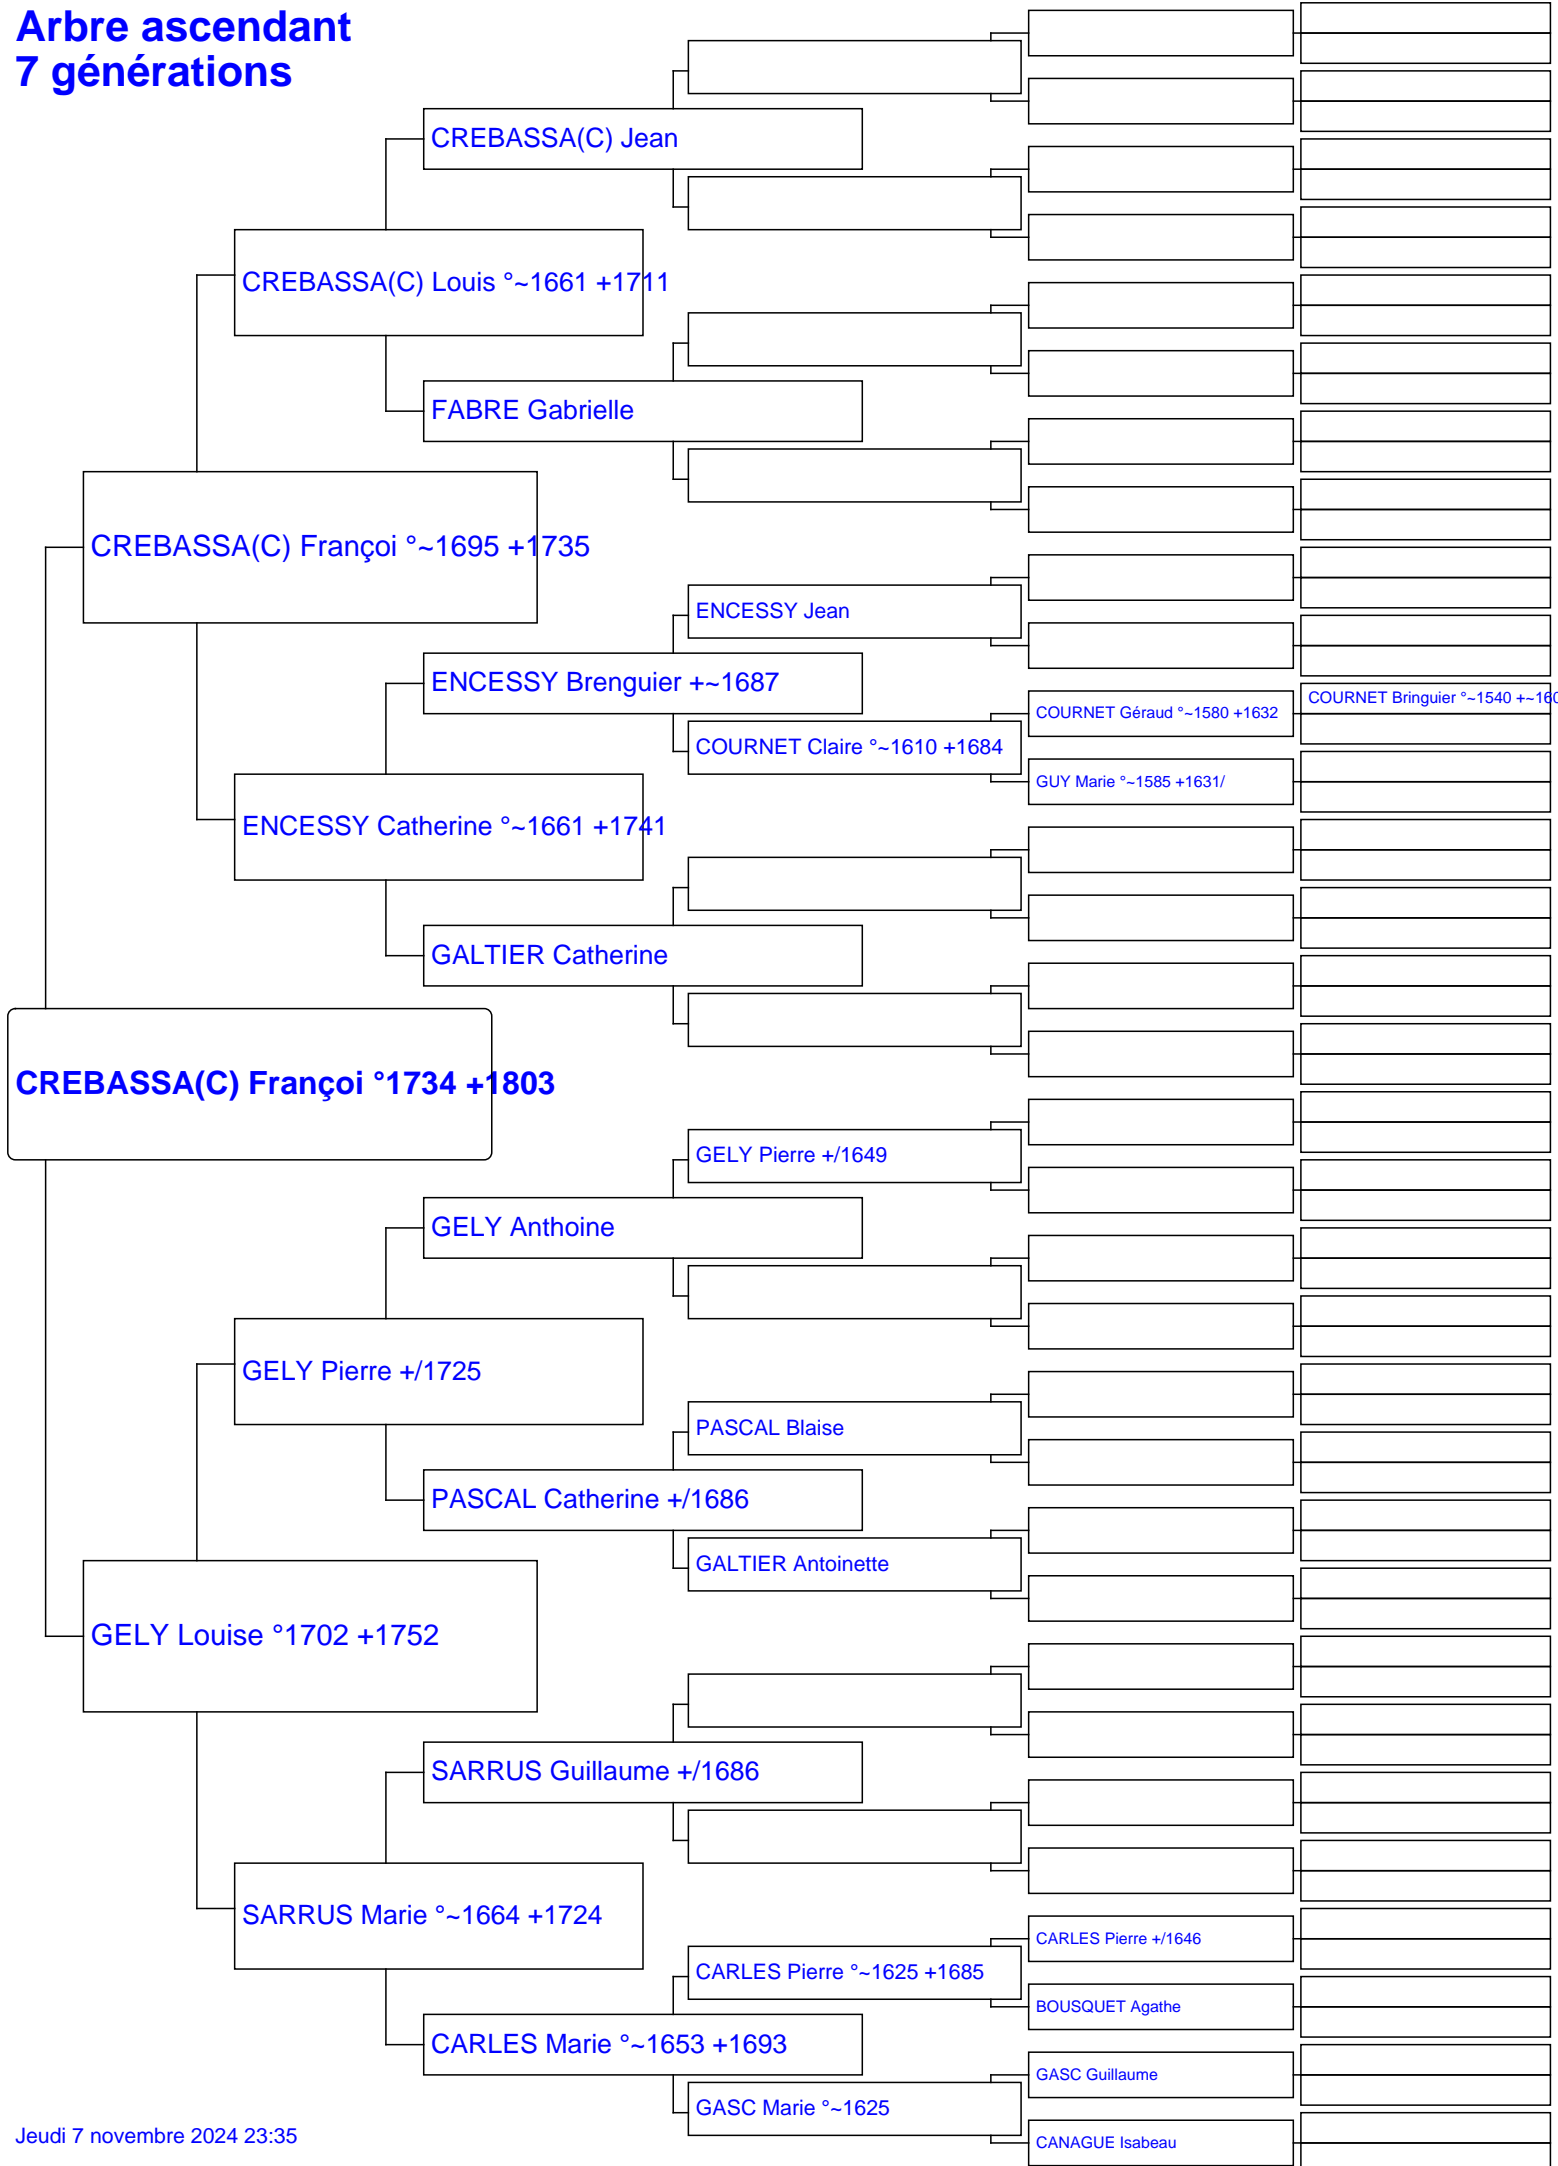 Arbre ascendant
7 générations
CREBASSA(C) Jean
CREBASSA(C) Louis °~1661 +1711
FABRE Gabrielle
CREBASSA(C) Françoi °~1695 +1735
ENCESSY Jean
ENCESSY Brenguier +~1687
COURNET Bringuier °~1540 +~160
COURNET Géraud °~1580 +1632
COURNET Claire °~1610 +1684
GUY Marie °~1585 +1631/
ENCESSY Catherine °~1661 +1741
GALTIER Catherine
CREBASSA(C) Françoi °1734 +1803
GELY Pierre +/1649
GELY Anthoine
GELY Pierre +/1725
PASCAL Blaise
PASCAL Catherine +/1686
GALTIER Antoinette
GELY Louise °1702 +1752
SARRUS Guillaume +/1686
SARRUS Marie °~1664 +1724
CARLES Pierre +/1646
CARLES Pierre °~1625 +1685
BOUSQUET Agathe
CARLES Marie °~1653 +1693
GASC Guillaume
GASC Marie °~1625
CANAGUE Isabeau
Jeudi 7 novembre 2024 23:35